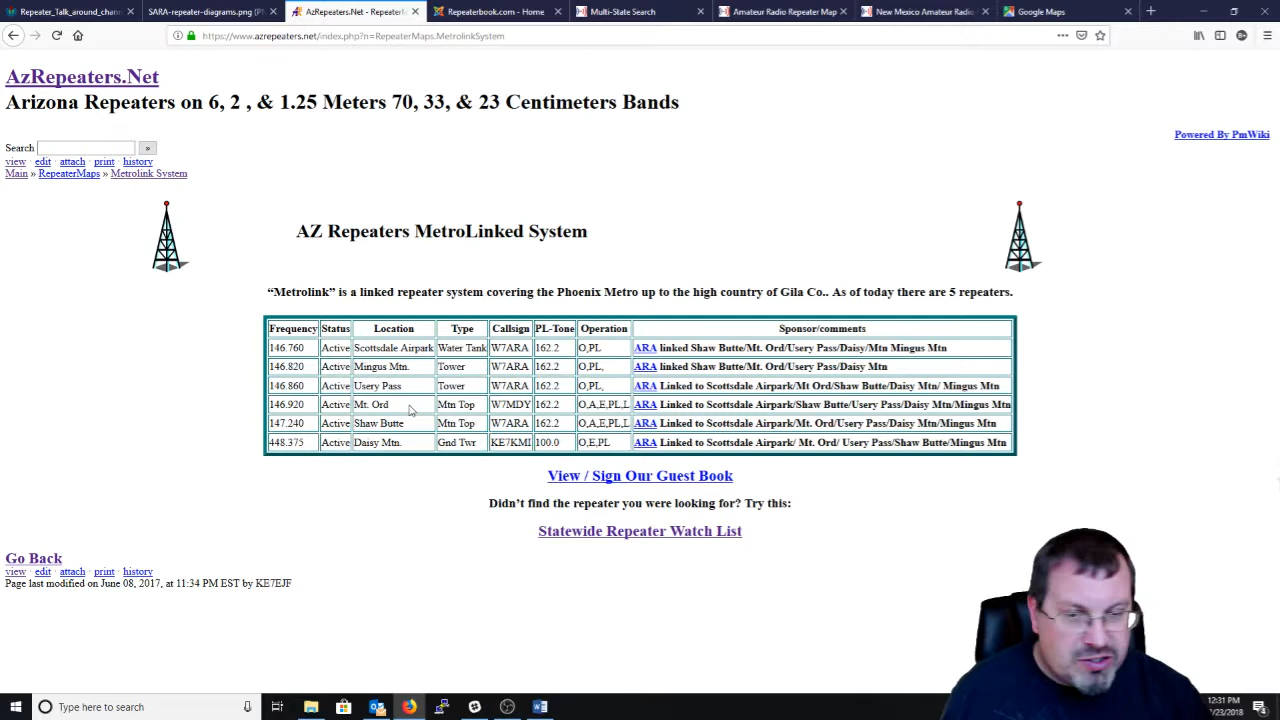 Repeater_Talk_around_chann
SARA-repeater-diagrams.png (P
AzRepeaters.Net - RepeaterM
Repeaterbook.com - Home
Multi-State Search
Amateur Radio Repeater Map
New Mexico Amateur Radio
Google Maps
https://www.azrepeaters.net/index.php?n=RepeaterMaps.MetrolinkSystem
AzRepeaters.Net
Arizona Repeaters on 6, 2 , & 1.25 Meters 70, 33, & 23 Centimeters Bands
Powered By PmWiki
Search »
view · edit · attach · print · history
Main » RepeaterMaps » Metrolink System
AZ Repeaters MetroLinked System
“Metrolink” is a linked repeater system covering the Phoenix Metro up to the high country of Gila Co.. As of today there are 5 repeaters.
Frequency Status Location Type Callsign PL-Tone Operation Sponsor/comments
146.760 Active Scottsdale Airpark Water Tank W7ARA 162.2 O,PL ARA linked Shaw Butte/Mt. Ord/Usery Pass/Daisy/Mtn Mingus Mtn
146.820 Active Mingus Mtn. Tower W7ARA 162.2 O,PL, ARA linked Shaw Butte/Mt. Ord/Usery Pass/Daisy/Mtn
146.860 Active Usery Pass Tower W7ARA 162.2 O,PL, ARA Linked to Scottsdale Airpark/Mt Ord/Shaw Butte/Daisy Mtn/ Mingus Mtn
146.920 Active Mt. Ord Mtn Top W7MDY 162.2 O,A,E,PL,L ARA Linked to Scottsdale Airpark/Shaw Butte/Usery Pass/Daisy Mtn/Mingus Mtn
147.240 Active Shaw Butte Mtn Top W7ARA 162.2 O,A,E,PL,L ARA Linked to Scottsdale Airpark/Mt. Ord/Usery Pass/Daisy Mtn/Mingus Mtn
448.375 Active Daisy Mtn. Gnd Twr KE7KMI 100.0 O,E,PL ARA Linked to Scottsdale Airpark/ Mt. Ord/ Usery Pass/Shaw Butte/Mingus Mtn
View / Sign Our Guest Book
Didn’t find the repeater you were looking for? Try this:
Statewide Repeater Watch List
Go Back
view · edit · attach · print · history
Page last modified on June 08, 2017, at 11:34 PM EST by KE7EJF
Type here to search
12:31 PM
/23/2018